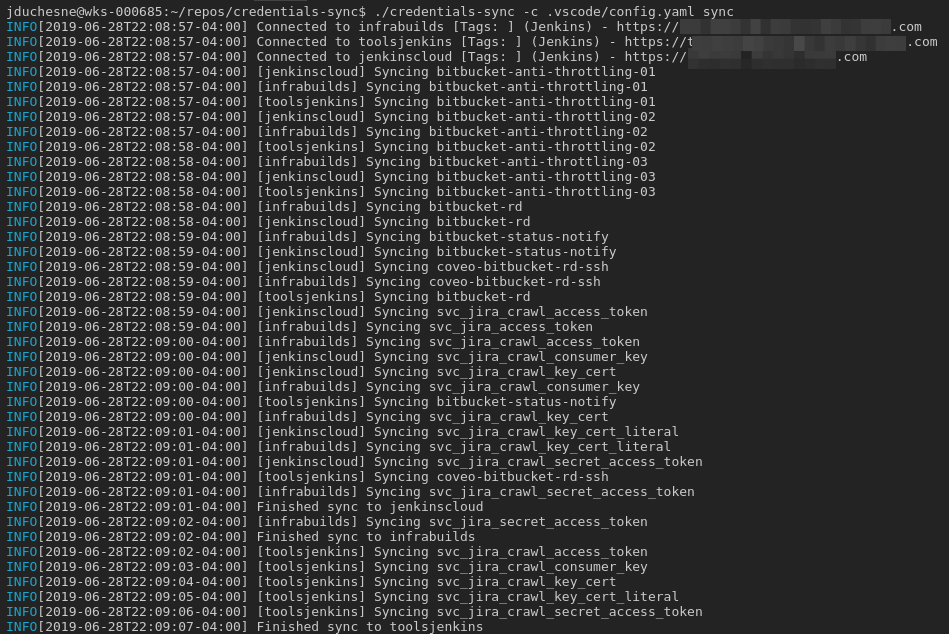 jduchesne@wks-000685:~/repos/credentials-sync$ ./credentials-sync -c .vscode/config.yaml sync
INFO[2019-06-28T22:08:57-04:00] Connected to infrabuilds [Tags: ] (Jenkins) - https:// .com
INFO[2019-06-28T22:08:57-04:00] Connected to toolsjenkins [Tags: ] (Jenkins) - https://t .com
INFO[2019-06-28T22:08:57-04:00] Connected to jenkinscloud [Tags: ] (Jenkins) - https:// .com
INFO[2019-06-28T22:08:57-04:00] [jenkinscloud] Syncing bitbucket-anti-throttling-01
INFO[2019-06-28T22:08:57-04:00] [infrabuilds] Syncing bitbucket-anti-throttling-01
INFO[2019-06-28T22:08:57-04:00] [toolsjenkins] Syncing bitbucket-anti-throttling-01
INFO[2019-06-28T22:08:57-04:00] [jenkinscloud] Syncing bitbucket-anti-throttling-02
INFO[2019-06-28T22:08:57-04:00] [infrabuilds] Syncing bitbucket-anti-throttling-02
INFO[2019-06-28T22:08:58-04:00] [toolsjenkins] Syncing bitbucket-anti-throttling-02
INFO[2019-06-28T22:08:58-04:00] [infrabuilds] Syncing bitbucket-anti-throttling-03
INFO[2019-06-28T22:08:58-04:00] [jenkinscloud] Syncing bitbucket-anti-throttling-03
INFO[2019-06-28T22:08:58-04:00] [toolsjenkins] Syncing bitbucket-anti-throttling-03
INFO[2019-06-28T22:08:58-04:00] [infrabuilds] Syncing bitbucket-rd
INFO[2019-06-28T22:08:58-04:00] [jenkinscloud] Syncing bitbucket-rd
INFO[2019-06-28T22:08:59-04:00] [infrabuilds] Syncing bitbucket-status-notify
INFO[2019-06-28T22:08:59-04:00] [jenkinscloud] Syncing bitbucket-status-notify
INFO[2019-06-28T22:08:59-04:00] [jenkinscloud] Syncing coveo-bitbucket-rd-ssh
INFO[2019-06-28T22:08:59-04:00] [infrabuilds] Syncing coveo-bitbucket-rd-ssh
INFO[2019-06-28T22:08:59-04:00] [toolsjenkins] Syncing bitbucket-rd
INFO[2019-06-28T22:08:59-04:00] [jenkinscloud] Syncing svc_jira_crawl_access_token
INFO[2019-06-28T22:08:59-04:00] [infrabuilds] Syncing svc_jira_access_token
INFO[2019-06-28T22:09:00-04:00] [infrabuilds] Syncing svc_jira_crawl_access_token
INFO[2019-06-28T22:09:00-04:00] [jenkinscloud] Syncing svc_jira_crawl_consumer_key
INFO[2019-06-28T22:09:00-04:00] [jenkinscloud] Syncing svc_jira_crawl_key_cert
INFO[2019-06-28T22:09:00-04:00] [infrabuilds] Syncing svc_jira_crawl_consumer_key
INFO[2019-06-28T22:09:00-04:00] [toolsjenkins] Syncing bitbucket-status-notify
INFO[2019-06-28T22:09:00-04:00] [infrabuilds] Syncing svc_jira_crawl_key_cert
INFO[2019-06-28T22:09:01-04:00] [jenkinscloud] Syncing svc_jira_crawl_key_cert_literal
INFO[2019-06-28T22:09:01-04:00] [infrabuilds] Syncing svc_jira_crawl_key_cert_literal
INFO[2019-06-28T22:09:01-04:00] [jenkinscloud] Syncing svc_jira_crawl_secret_access_token
INFO[2019-06-28T22:09:01-04:00] [toolsjenkins] Syncing coveo-bitbucket-rd-ssh
INFO[2019-06-28T22:09:01-04:00] [infrabuilds] Syncing svc_jira_crawl_secret_access_token
INFO[2019-06-28T22:09:01-04:00] Finished sync to jenkinscloud
INFO[2019-06-28T22:09:02-04:00] [infrabuilds] Syncing svc_jira_secret_access_token
INFO[2019-06-28T22:09:02-04:00] Finished sync to infrabuilds
INFO[2019-06-28T22:09:02-04:00] [toolsjenkins] Syncing svc_jira_crawl_access_token
INFO[2019-06-28T22:09:03-04:00] [toolsjenkins] Syncing svc_jira_crawl_consumer_key
INFO[2019-06-28T22:09:04-04:00] [toolsjenkins] Syncing svc_jira_crawl_key_cert
INFO[2019-06-28T22:09:05-04:00] [toolsjenkins] Syncing svc_jira_crawl_key_cert_literal
INFO[2019-06-28T22:09:06-04:00] [toolsjenkins] Syncing svc_jira_crawl_secret_access_token
INFO[2019-06-28T22:09:07-04:00] Finished sync to toolsjenkins